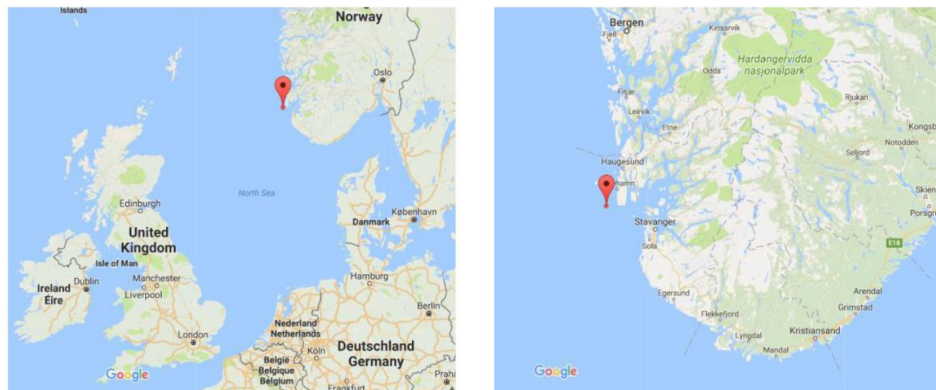 Islands
Norway
Oslo
North Sea
Edinburgh
United
Kingdom
Isle of Man
Dublin
Ireland
Éire
Manchester
Liverpool
London
Danmark
København
Hamburg
Berlin
Nederland
Netherlands
Deutschland
Germany
België
Belgique
Belgium
Köln
Frankfurt
Praha
Google
Bergen
Fjell
Kinsarvik
Hardangervidda
nasjonalpark
Odda
Fitjar
Leirvik
Etne
Rjukan
Kongsb
Notodden
Seljord
Haugesund
hamn
Skien
Porsgr
Stavanger
Sola
E18
Egersund
Arendal
Grimstad
Flekkefjord
Kristiansand
Lyngdal
Mandal
Google